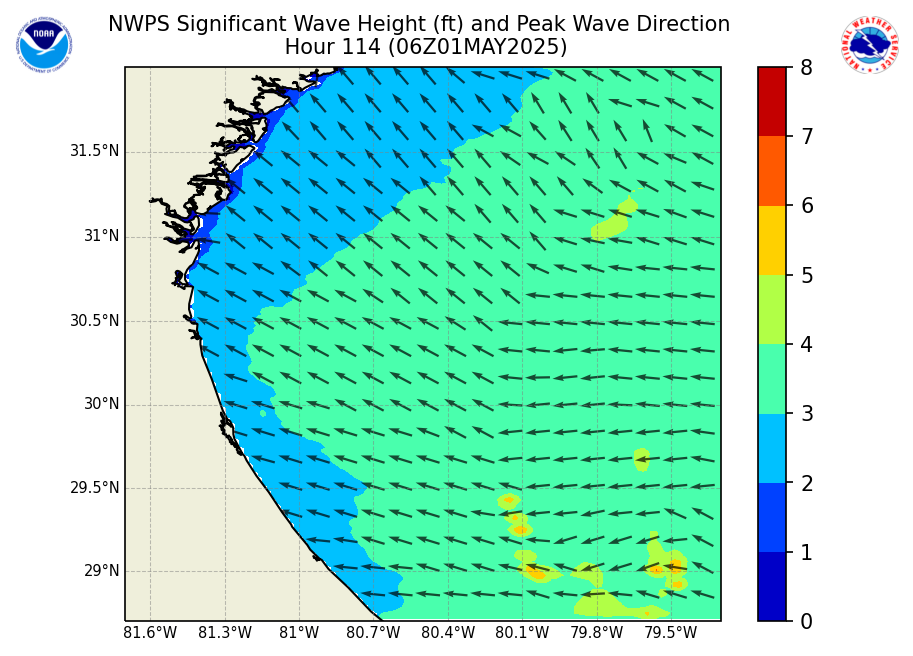 NWPS Significant Wave Height (ft) and Peak Wave Direction
Hour 114 (06Z01MAY2025)
NOAA
NATIONAL WEATHER SERVICE
8
7
6
5
4
3
2
1
0
31.5°N
31°N
30.5°N
30°N
29.5°N
29°N
81.6°W 81.3°W 81°W 80.7°W 80.4°W 80.1°W 79.8°W 79.5°W